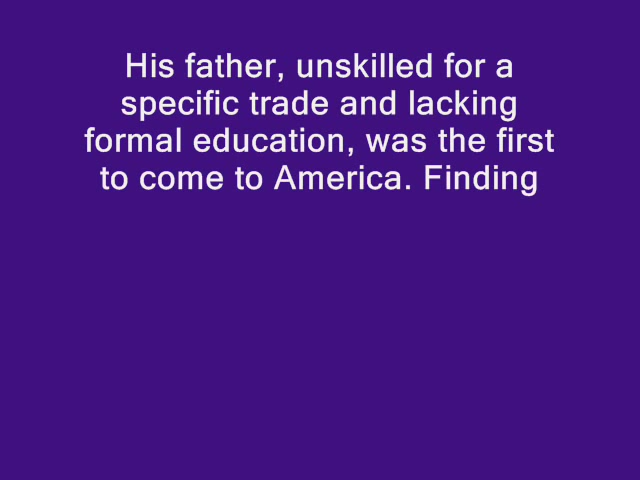 His father, unskilled for a
specific trade and lacking
formal education, was the first
to come to America. Finding